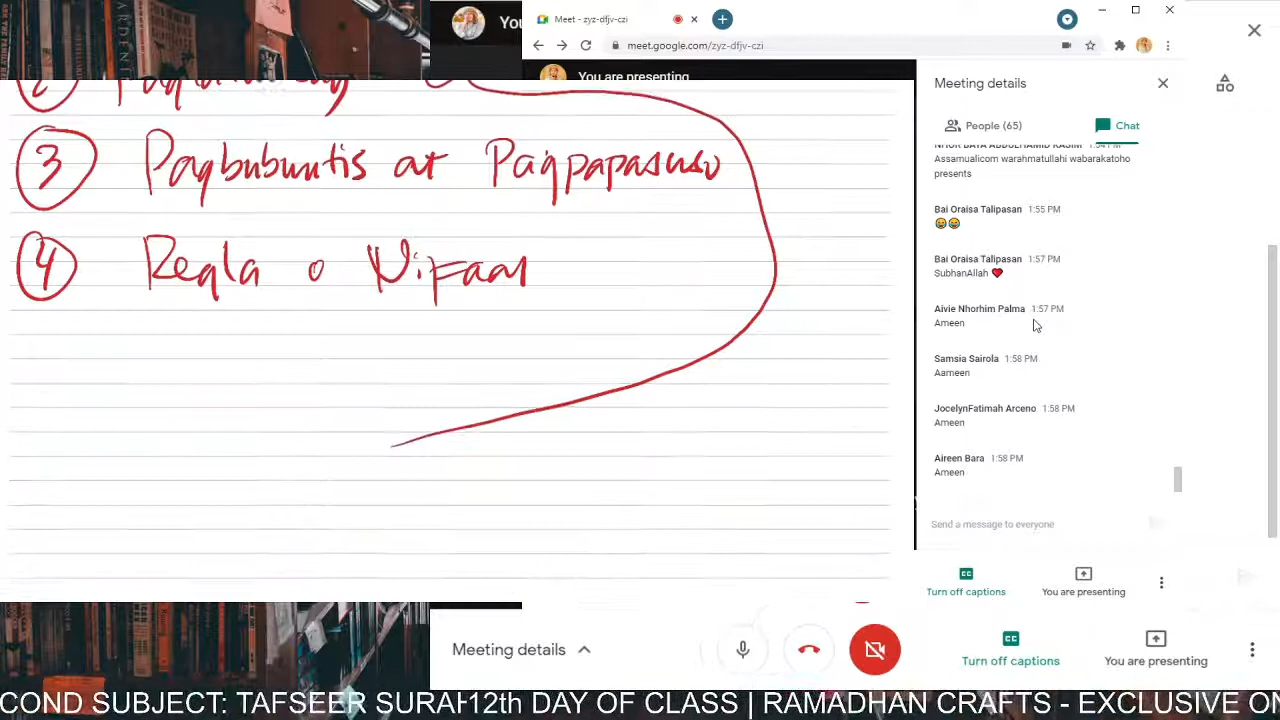 You
Meet - zyz-dfjv-czi
meet.google.com/zyz-dfjv-czi
You are presenting
Meeting details
People (65)
Chat
Assamualicom warahmatullahi wabarakatoho
presents
Bai Oraisa Talipasan 1:55 PM
😂😂
Bai Oraisa Talipasan 1:57 PM
SubhanAllah ❤
Aivie Nhorhim Palma 1:57 PM
Ameen
Samsia Sairola 1:58 PM
Aameen
JocelynFatimah Arceno 1:58 PM
Ameen
Aireen Bara 1:58 PM
Ameen
Send a message to everyone
Turn off captions
You are presenting
3 Pagbubuntis at Pagpapasuso
4 Regla o Nifaas
Meeting details
Turn off captions
You are presenting
COND SUBJECT: TAFSEER SURAH 12th DAY OF CLASS | RAMADHAN CRAFTS - EXCLUSIVE ON